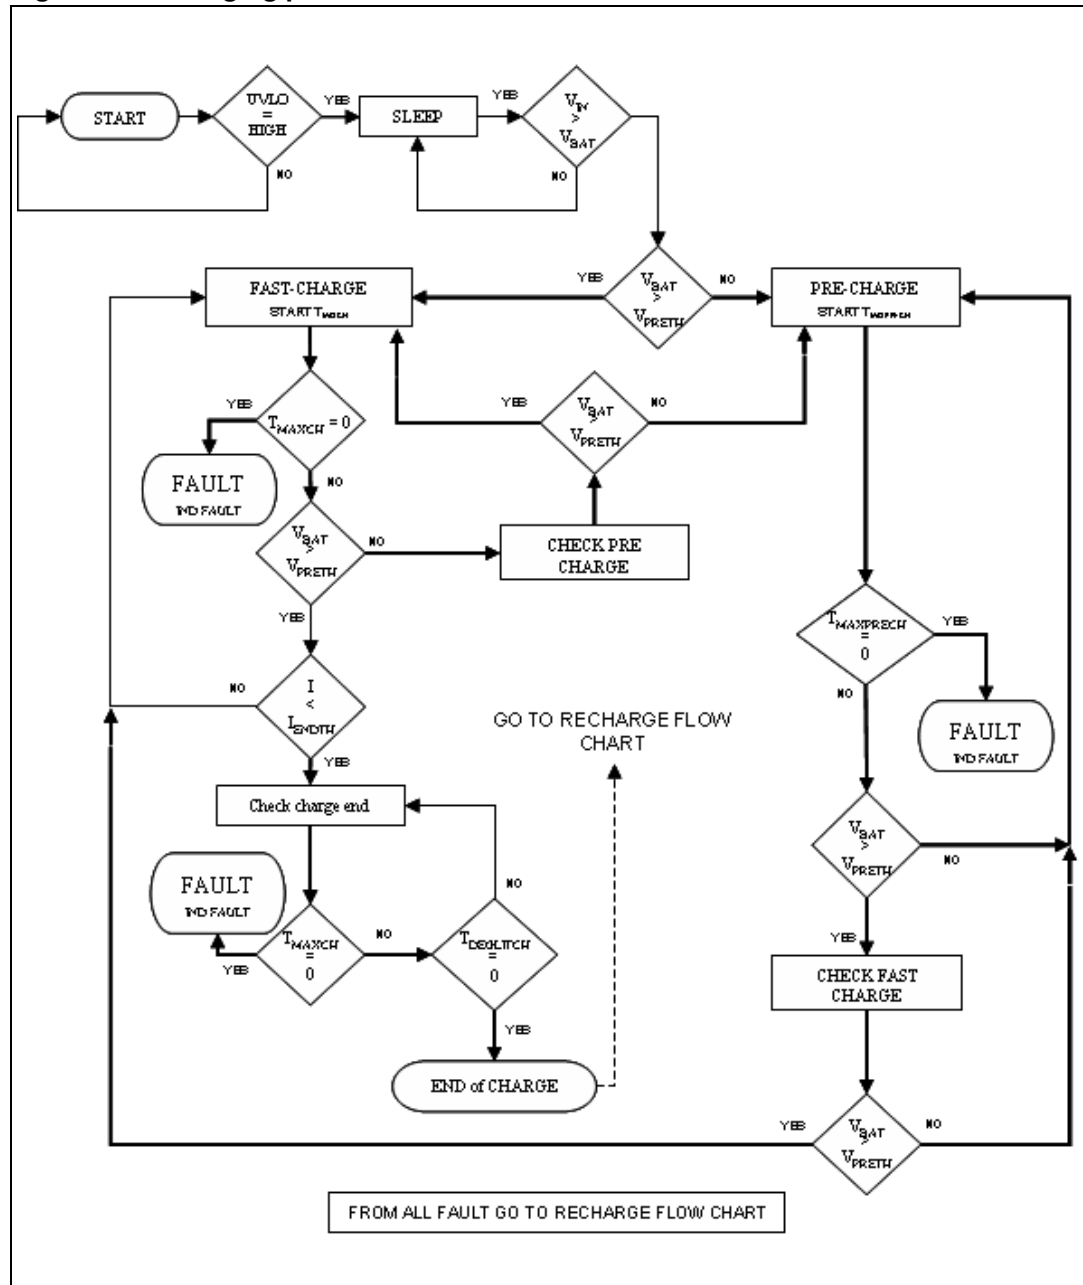 START
UVLO
=
HIGH
YES
NO
SLEEP
YES
V_IN
>
V_BAT
NO
YES
V_BAT
>
V_PRETH
NO
FAST-CHARGE
START T_MAXCH
PRE-CHARGE
START T_MAXPRECH
YES
V_BAT
>
V_PRETH
NO
YES
T_MAXCH = 0
NO
FAULT
IND FAULT
V_BAT
>
V_PRETH
NO
YES
CHECK PRE
CHARGE
T_MAXPRECH
=
0
YES
NO
FAULT
IND FAULT
NO
I
<
I_ENDTH
YES
GO TO RECHARGE FLOW
CHART
Check charge end
V_BAT
>
V_PRETH
NO
YES
FAULT
IND FAULT
T_MAXCH
=
0
YES
NO
T_DEGLITCH
=
0
NO
YES
CHECK FAST
CHARGE
END of CHARGE
YES
V_BAT
>
V_PRETH
NO
FROM ALL FAULT GO TO RECHARGE FLOW CHART